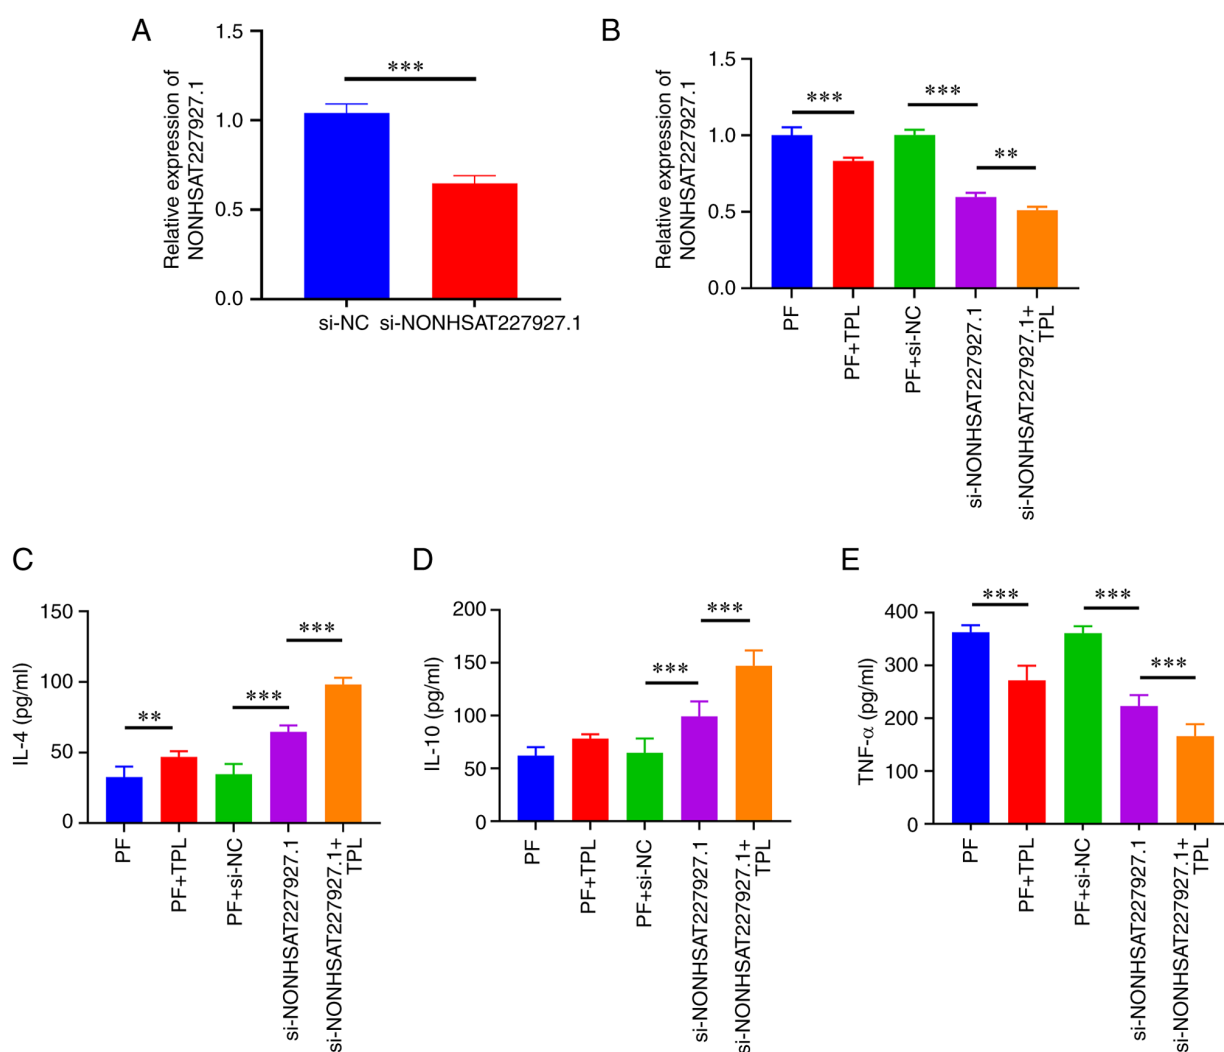 A
Relative expression of
NONHSAT227927.1
1.5
1.0
0.5
0.0
***
si-NC
si-NONHSAT227927.1
B
Relative expression of
NONHSAT227927.1
1.5
1.0
0.5
0.0
***
***
**
PF
PF+TPL
PF+si-NC
si-NONHSAT227927.1
si-NONHSAT227927.1+
TPL
C
IL-4 (pg/ml)
150
100
50
0
**
***
***
PF
PF+TPL
PF+si-NC
si-NONHSAT227927.1
si-NONHSAT227927.1+
TPL
D
IL-10 (pg/ml)
200
150
100
50
0
***
***
PF
PF+TPL
PF+si-NC
si-NONHSAT227927.1
si-NONHSAT227927.1+
TPL
E
TNF-α (pg/ml)
400
300
200
100
0
***
***
***
PF
PF+TPL
PF+si-NC
si-NONHSAT227927.1
si-NONHSAT227927.1+
TPL